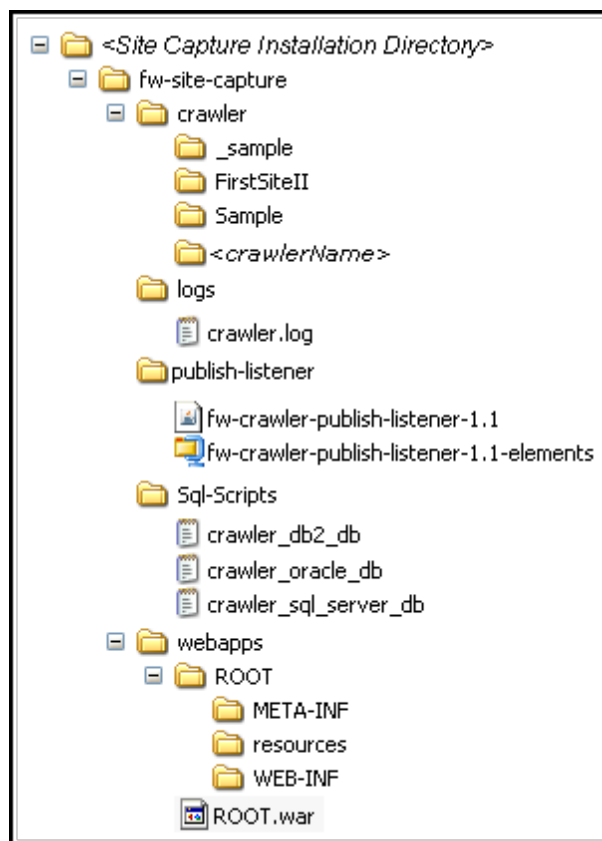 <Site Capture Installation Directory>
fw-site-capture
crawler
_sample
FirstSiteII
Sample
<crawlerName>
logs
crawler.log
publish-listener
fw-crawler-publish-listener-1.1
fw-crawler-publish-listener-1.1-elements
Sql-Scripts
crawler_db2_db
crawler_oracle_db
crawler_sql_server_db
webapps
ROOT
META-INF
resources
WEB-INF
ROOT.war